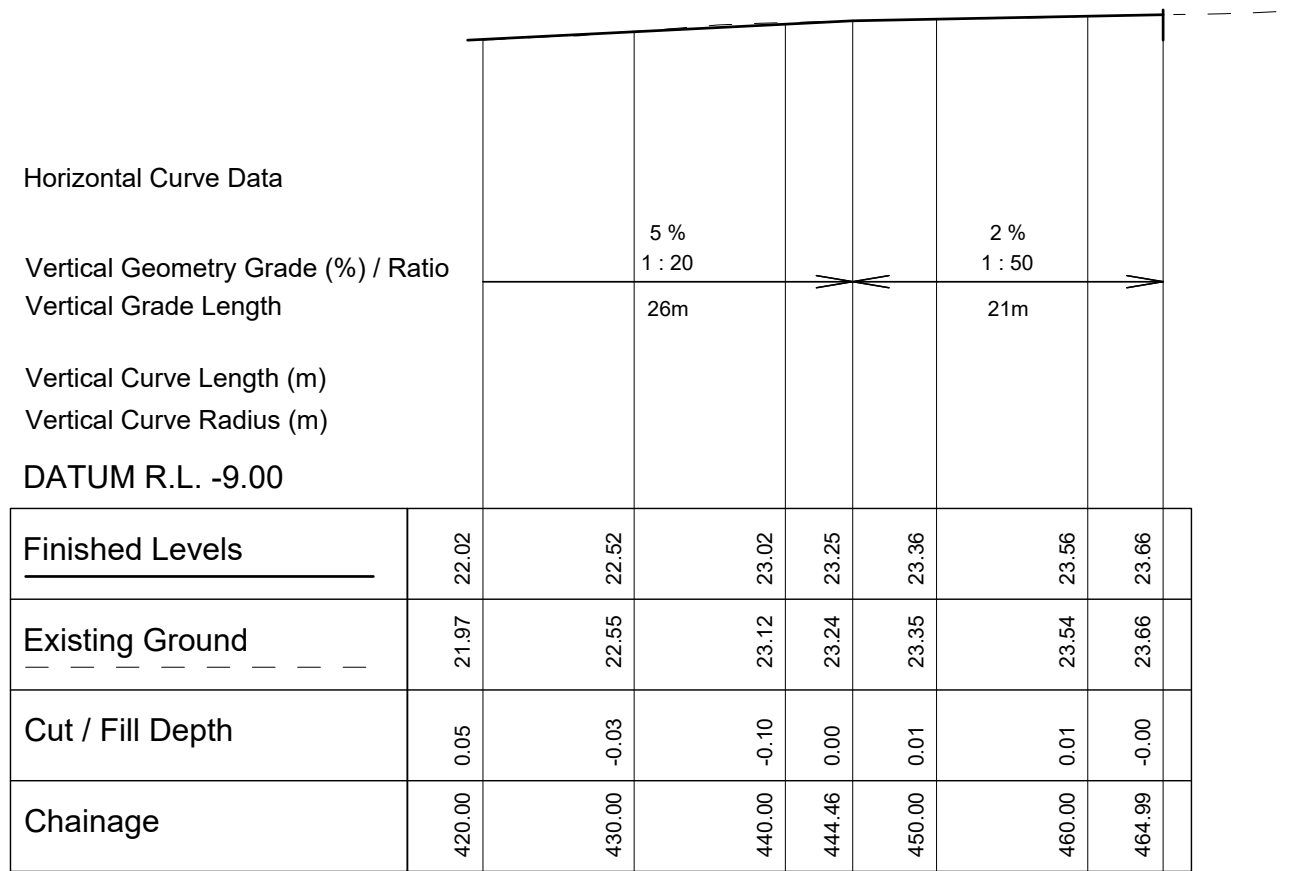 Horizontal Curve Data
5 % 2 %
Vertical Geometry Grade (%) / Ratio 1 : 20 1 : 50
Vertical Grade Length 26m 21m
Vertical Curve Length (m)
Vertical Curve Radius (m)
DATUM R.L. -9.00
Finished Levels 22.02 22.52 23.02 23.25 23.36 23.56 23.66
Existing Ground 21.97 22.55 23.12 23.24 23.35 23.54 23.66
Cut / Fill Depth 0.05 -0.03 -0.10 0.00 0.01 0.01 -0.00
Chainage 420.00 430.00 440.00 444.46 450.00 460.00 464.99